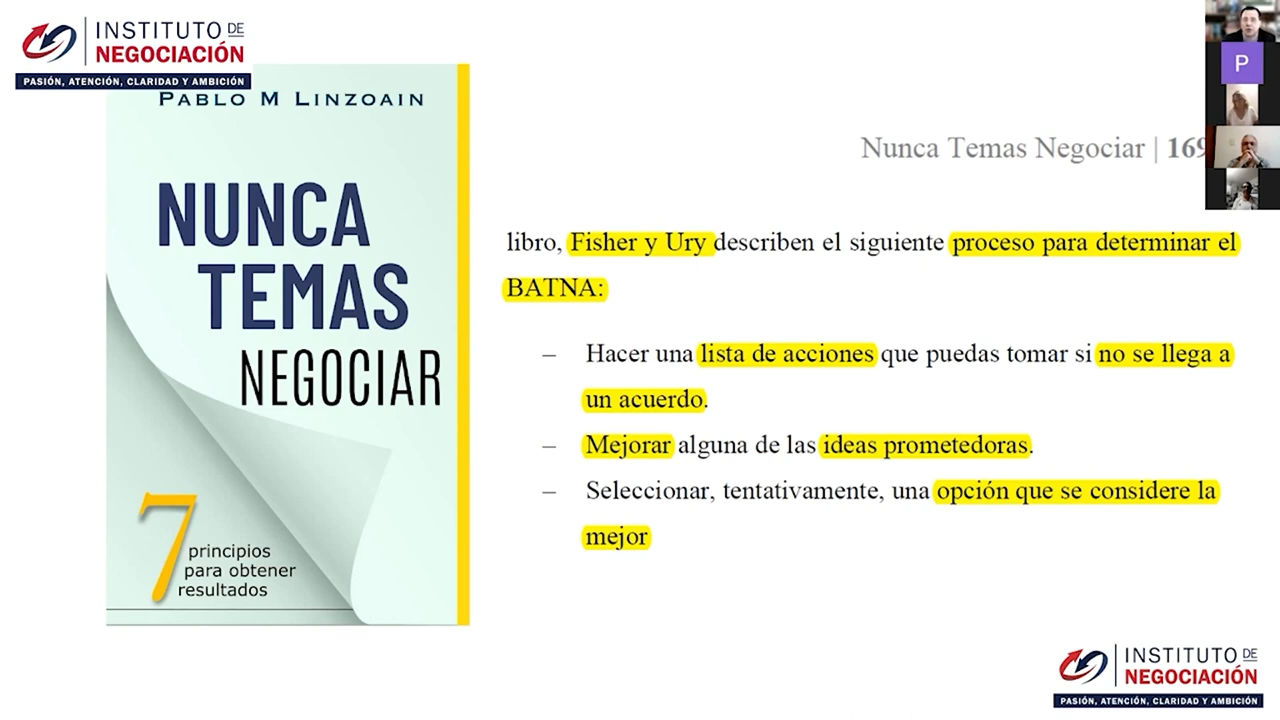 INSTITUTO DE
NEGOCIACIÓN
PASIÓN, ATENCIÓN, CLARIDAD Y AMBICIÓN
PABLO M LINZOAIN
NUNCA
TEMAS
NEGOCIAR
7
principios
para obtener
resultados
Nunca Temas Negociar | 169
libro, Fisher y Ury describen el siguiente proceso para determinar el
BATNA:
– Hacer una lista de acciones que puedas tomar si no se llega a
un acuerdo.
– Mejorar alguna de las ideas prometedoras.
– Seleccionar, tentativamente, una opción que se considere la
mejor
P
INSTITUTO DE
NEGOCIACIÓN
PASIÓN, ATENCIÓN, CLARIDAD Y AMBICIÓN